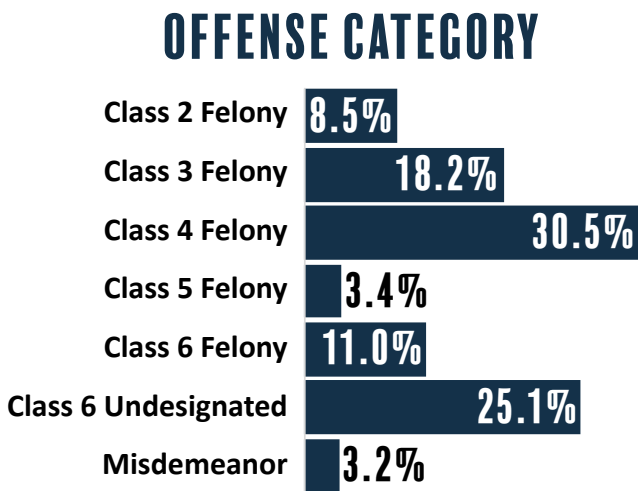 OFFENSE CATEGORY
Class 2 Felony 8.5%
Class 3 Felony 18.2%
Class 4 Felony 30.5%
Class 5 Felony 3.4%
Class 6 Felony 11.0%
Class 6 Undesignated 25.1%
Misdemeanor 3.2%